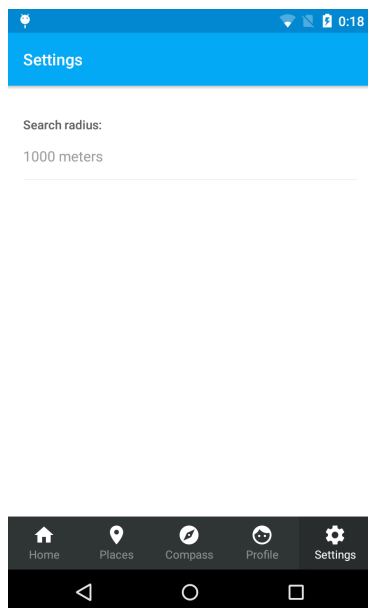 0:18
Settings
Search radius:
1000 meters
Home Places Compass Profile Settings